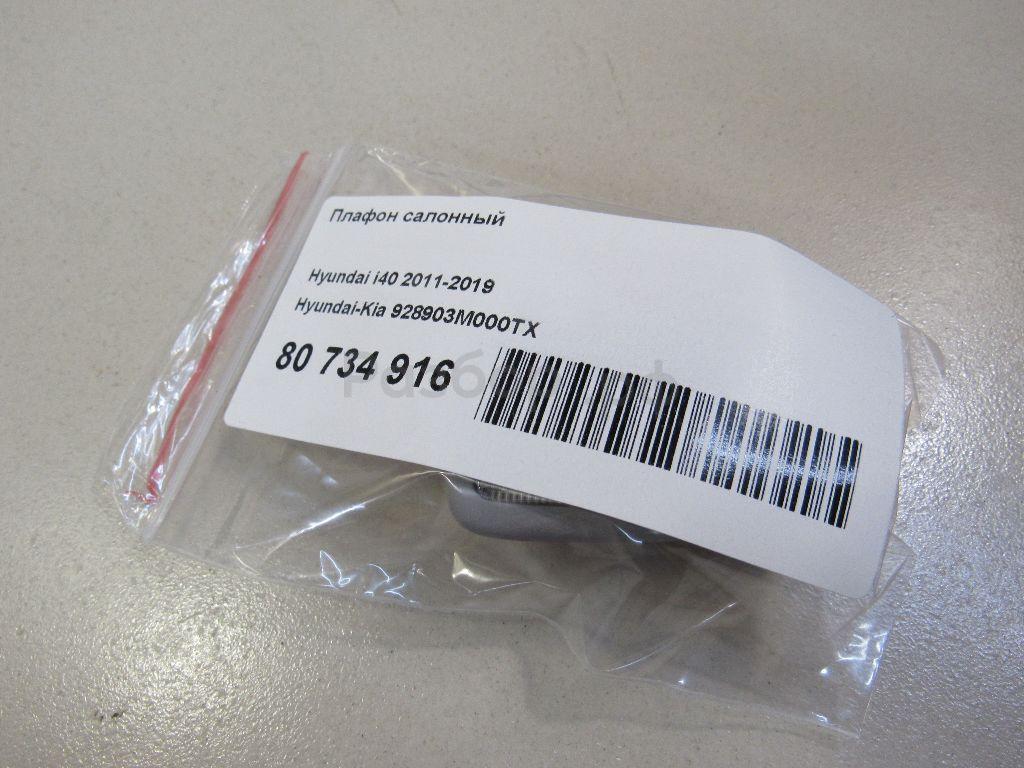 Плафон салонный
Hyundai i40 2011-2019
Hyundai-Kia 928903M000TX
80 734 916